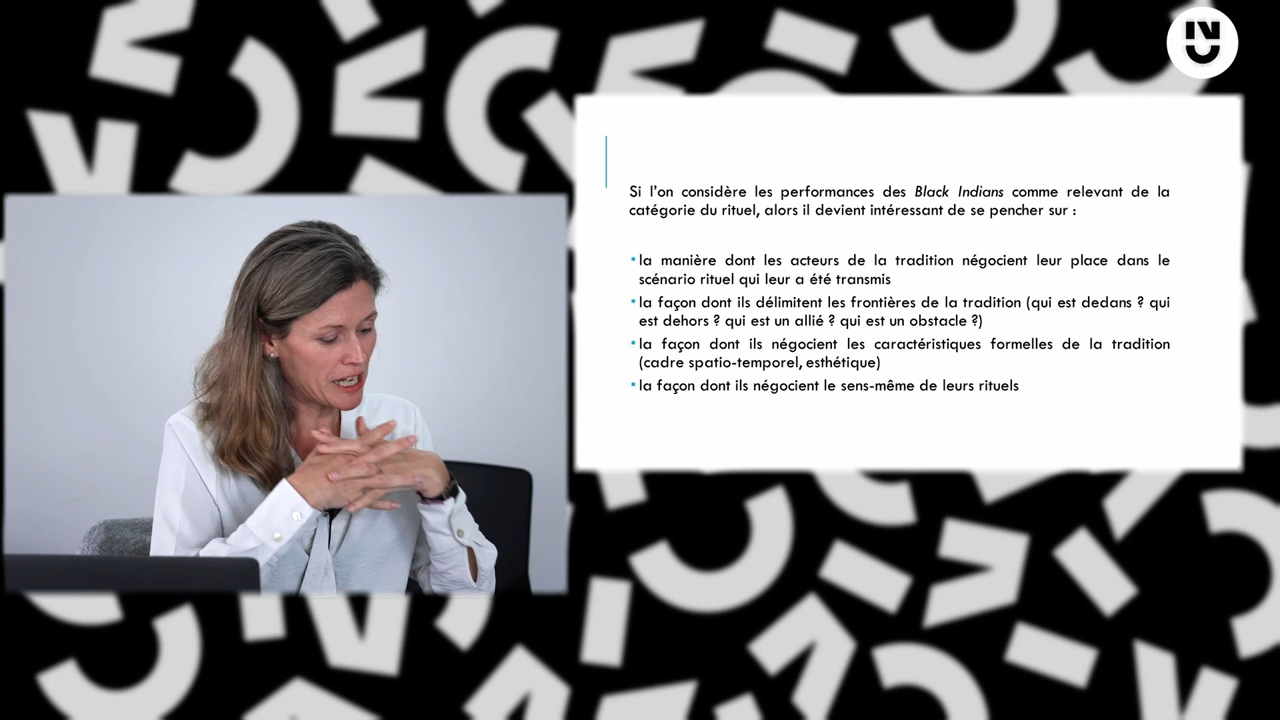 Si l'on considère les performances des Black Indians comme relevant de la
catégorie du rituel, alors il devient intéressant de se pencher sur :
▪la manière dont les acteurs de la tradition négocient leur place dans le
scénario rituel qui leur a été transmis
▪la façon dont ils délimitent les frontières de la tradition (qui est dedans ? qui
est dehors ? qui est un allié ? qui est un obstacle ?)
▪la façon dont ils négocient les caractéristiques formelles de la tradition
(cadre spatio-temporel, esthétique)
▪la façon dont ils négocient le sens-même de leurs rituels